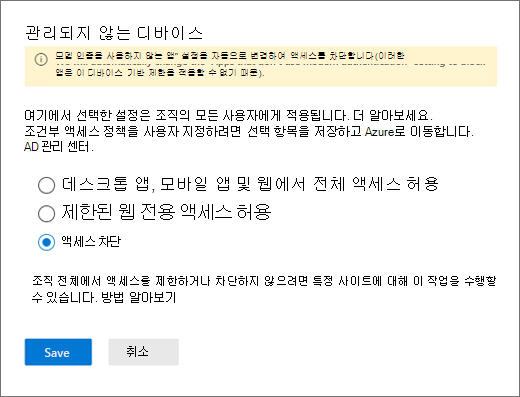 관리되지 않는 디바이스
모델 인증을 사용하지 않는 앱" 설정을 자동으로 변경하여 액세스를 차단합니다(이러한
앱은 이 디바이스 기반 제한을 적용할 수 없기 때문).
여기에서 선택한 설정은 조직의 모든 사용자에게 적용됩니다. 더 알아보세요.
조건부 액세스 정책을 사용자 지정하려면 선택 항목을 저장하고 Azure로 이동합니다.
AD 관리 센터.
데스크톱 앱, 모바일 앱 및 웹에서 전체 액세스 허용
제한된 웹 전용 액세스 허용
액세스 차단
조직 전체에서 액세스를 제한하거나 차단하지 않으려면 특정 사이트에 대해 이 작업을 수행할
수 있습니다. 방법 알아보기
Save
취소